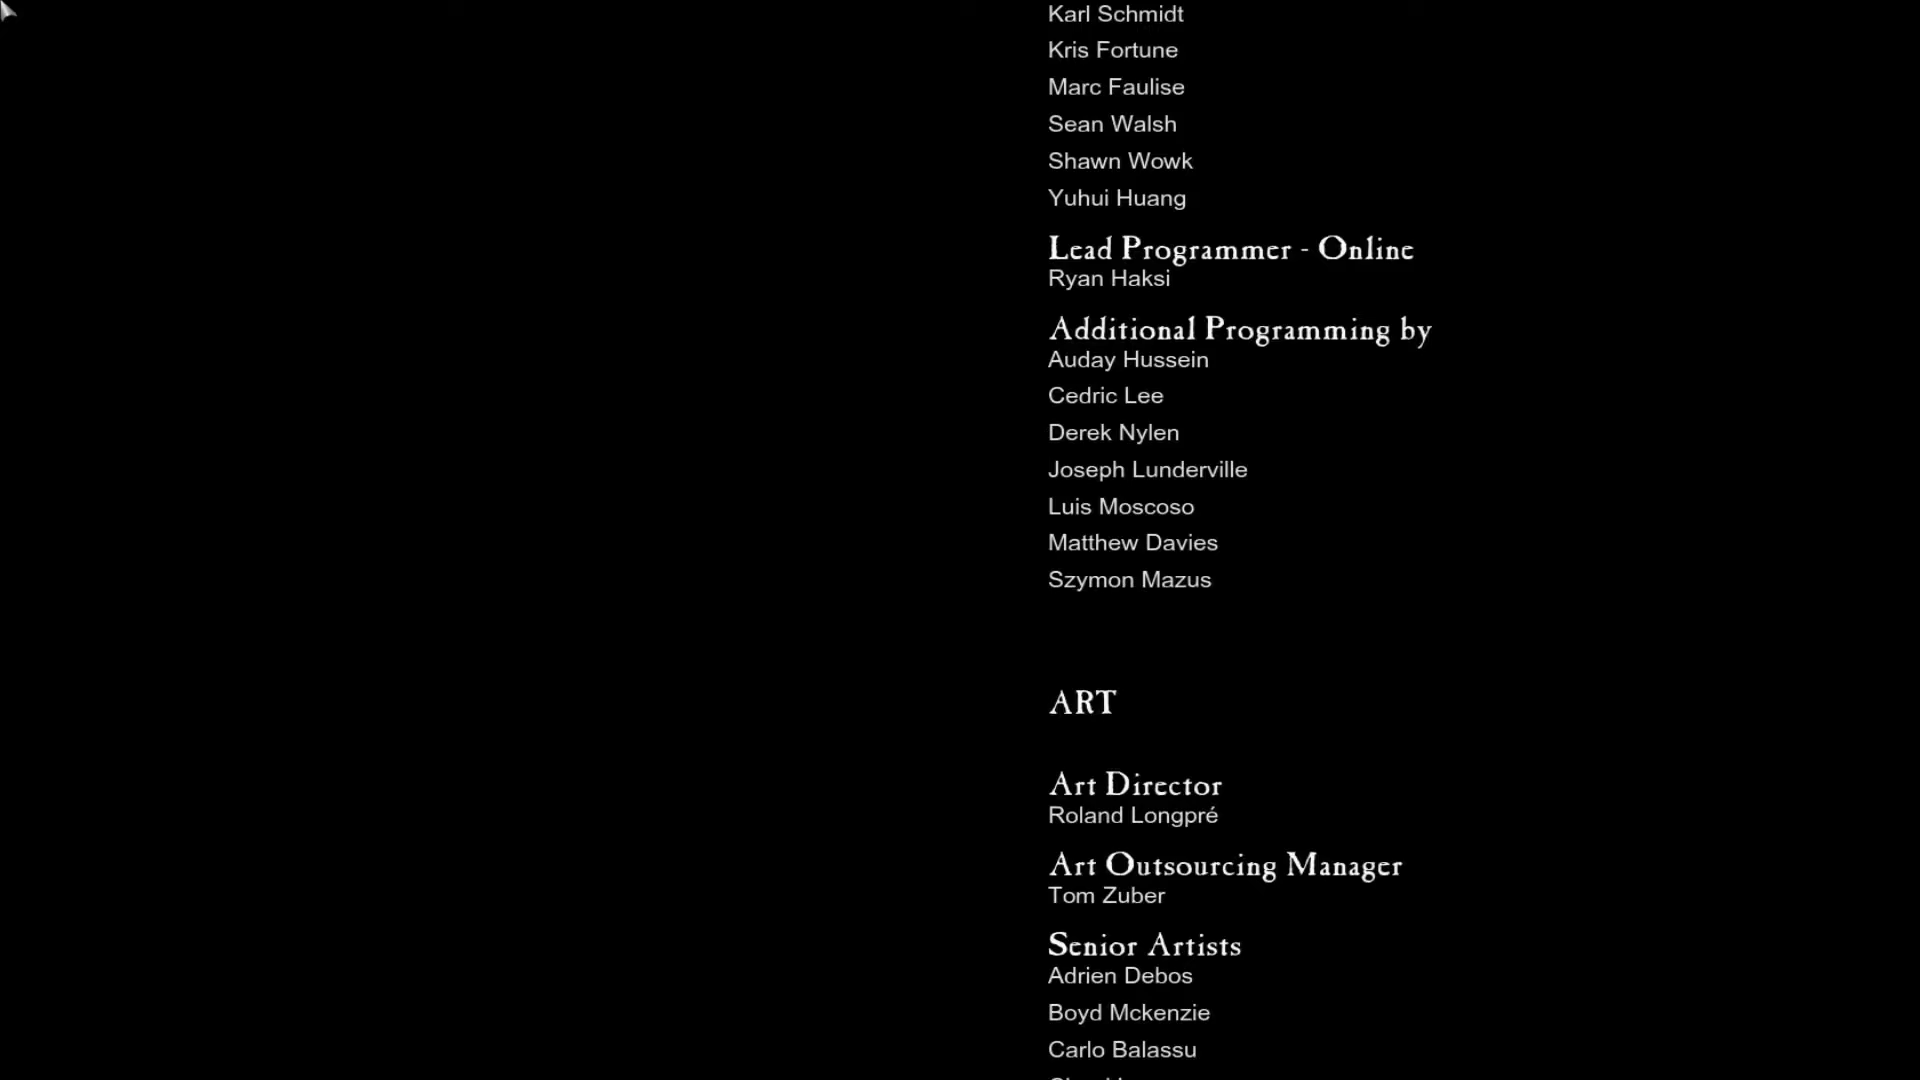 Karl Schmidt
Kris Fortune
Marc Faulise
Sean Walsh
Shawn Wowk
Yuhui Huang
Lead Programmer - Online
Ryan Haksi
Additional Programming by
Auday Hussein
Cedric Lee
Derek Nylen
Joseph Lunderville
Luis Moscoso
Matthew Davies
Szymon Mazus
ART
Art Director
Roland Longpré
Art Outsourcing Manager
Tom Zuber
Senior Artists
Adrien Debos
Boyd Mckenzie
Carlo Balassu